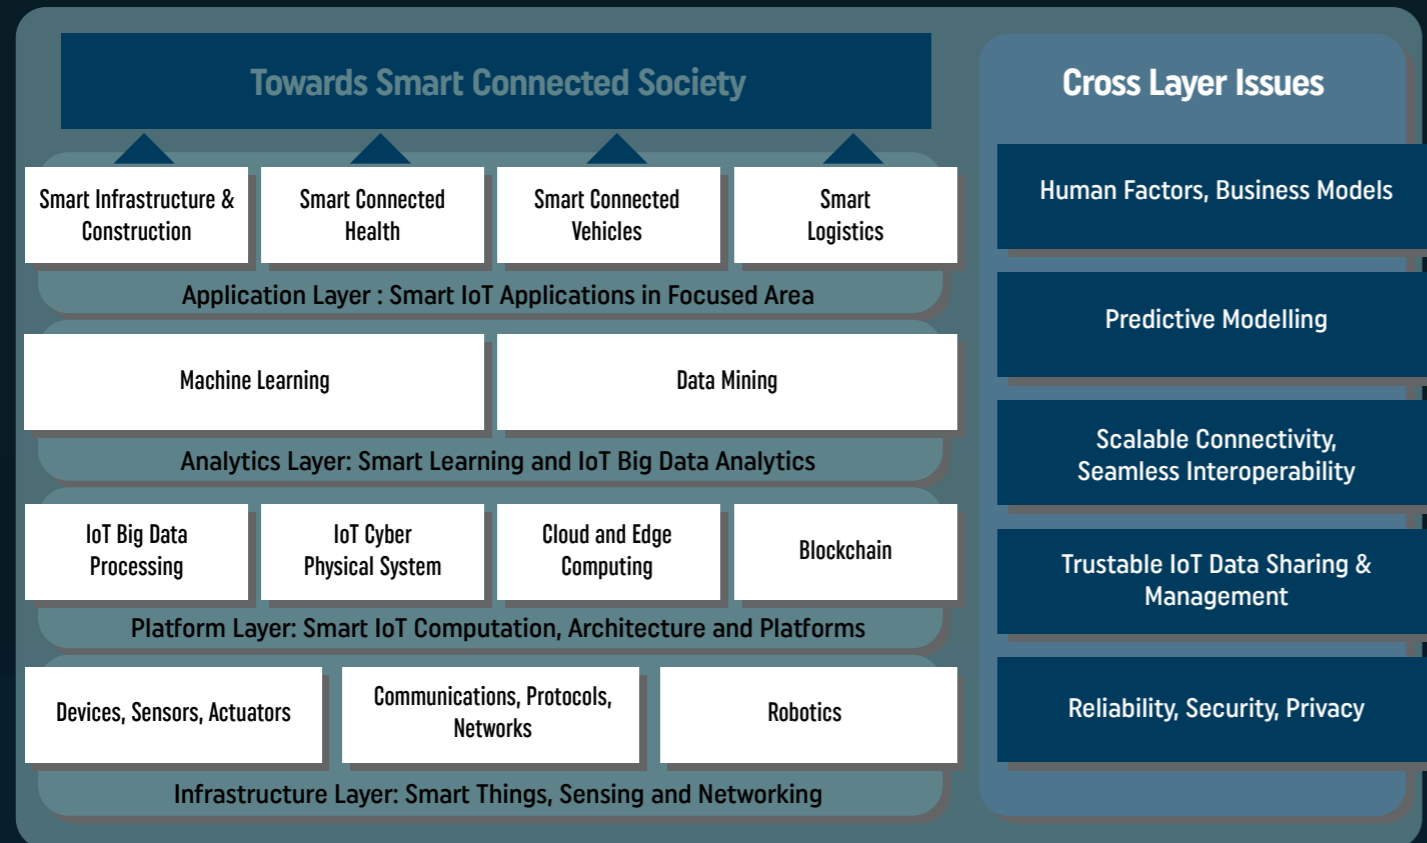 Towards Smart Connected Society
Smart Infrastructure &
Construction
Smart Connected
Health
Smart Connected
Vehicles
Smart
Logistics
Application Layer : Smart IoT Applications in Focused Area
Machine Learning
Data Mining
Analytics Layer: Smart Learning and IoT Big Data Analytics
IoT Big Data
Processing
IoT Cyber
Physical System
Cloud and Edge
Computing
Blockchain
Platform Layer: Smart IoT Computation, Architecture and Platforms
Devices, Sensors, Actuators
Communications, Protocols,
Networks
Robotics
Infrastructure Layer: Smart Things, Sensing and Networking
Cross Layer Issues
Human Factors, Business Models
Predictive Modelling
Scalable Connectivity,
Seamless Interoperability
Trustable IoT Data Sharing &
Management
Reliability, Security, Privacy